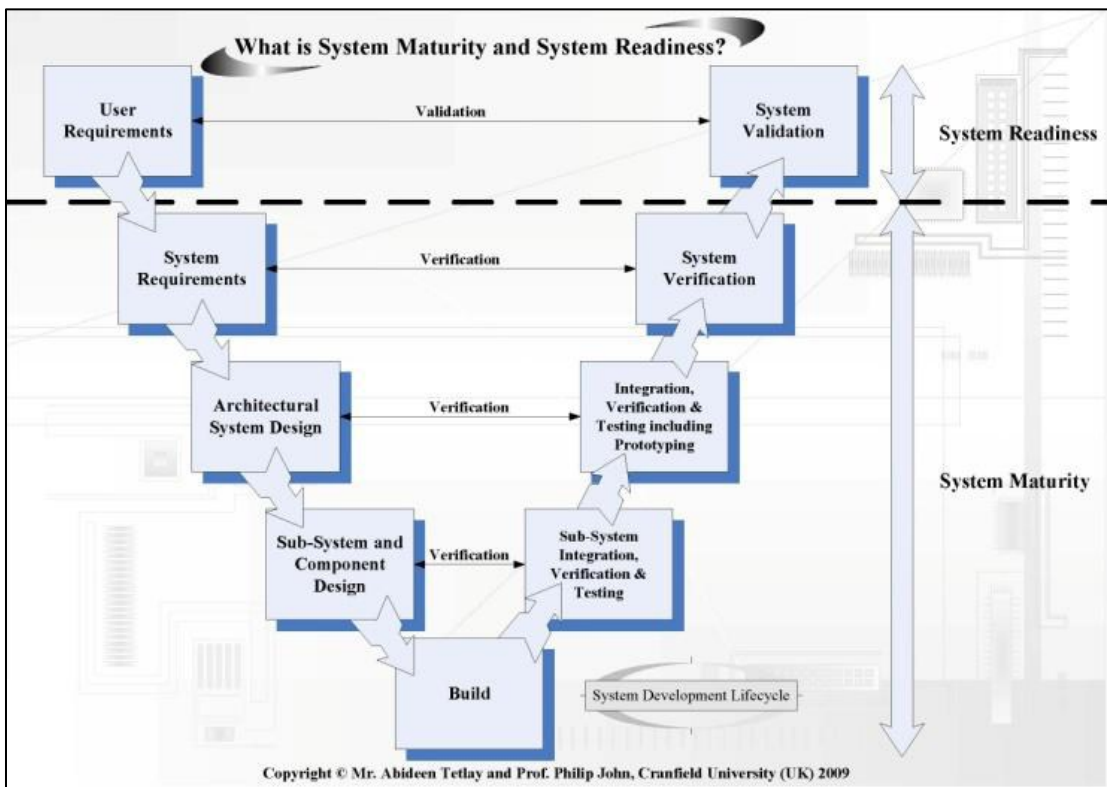 What is System Maturity and System Readiness?
User
Requirements
Validation
System
Validation
System Readiness
System
Requirements
Verification
System
Verification
Architectural
System Design
Verification
Integration,
Verification &
Testing including
Prototyping
System Maturity
Sub-System and
Component
Design
Verification
Sub-System
Integration,
Verification &
Testing
Build
System Development Lifecycle
Copyright © Mr. Abideen Tetlay and Prof. Philip John, Cranfield University (UK) 2009